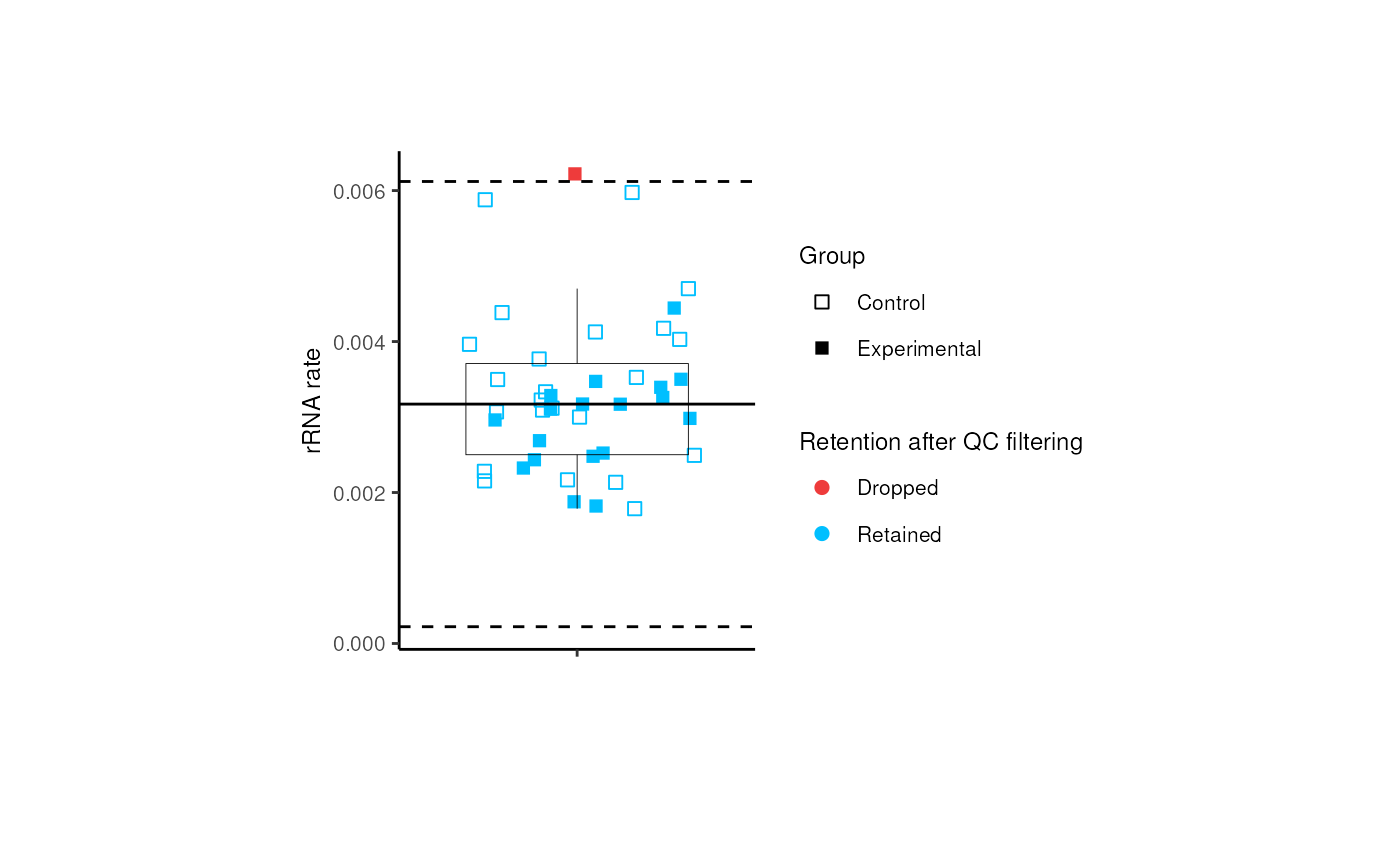 rRNA rate
0.006
0.004
0.002
0.000
Group
Control
Experimental
Retention after QC filtering
Dropped
Retained